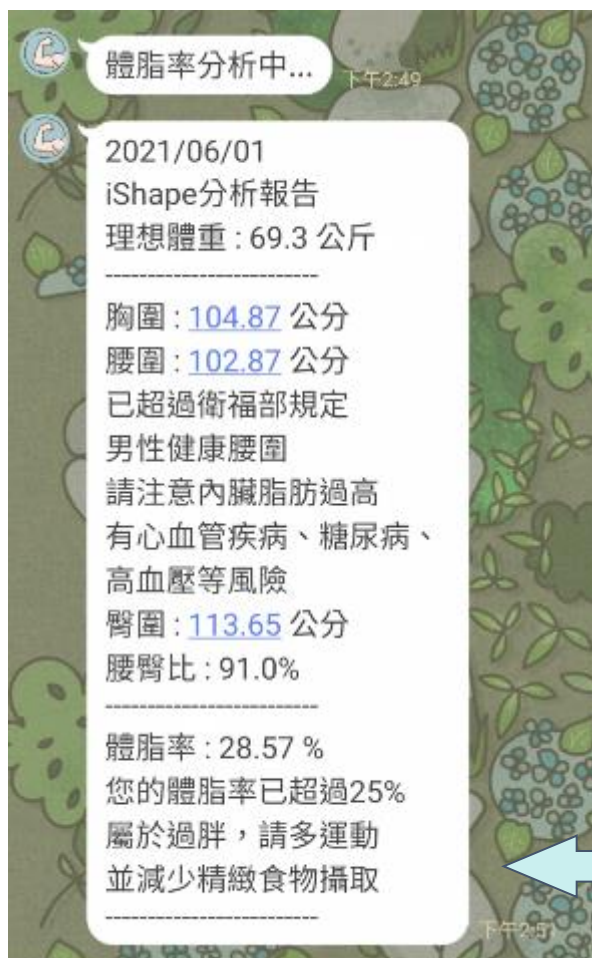 體脂率分析中...
下午2:49
2021/06/01
iShape分析報告
理想體重 : 69.3 公斤
-------------------------
胸圍 : 104.87 公分
腰圍 : 102.87 公分
已超過衛福部規定
男性健康腰圍
請注意內臟脂肪過高
有心血管疾病、糖尿病、
高血壓等風險
臀圍 : 113.65 公分
腰臀比 : 91.0%
-------------------------
體脂率 : 28.57 %
您的體脂率已超過25%
屬於過胖，請多運動
並減少精緻食物攝取
-------------------------